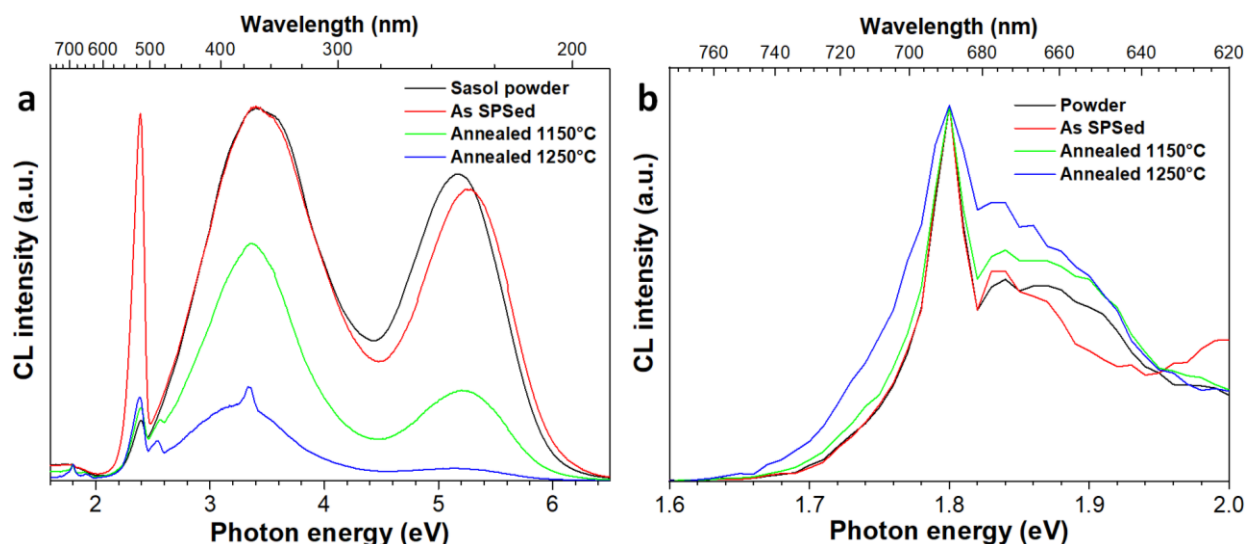 Wavelength (nm)
700 600 500 400 300 200
a
Sasol powder
As SPSed
Annealed 1150°C
Annealed 1250°C
CL intensity (a.u.)
2 3 4 5 6
Photon energy (eV)
Wavelength (nm)
760 740 720 700 680 660 640 620
b
Powder
As SPSed
Annealed 1150°C
Annealed 1250°C
CL intensity (a.u.)
1.6 1.7 1.8 1.9 2.0
Photon energy (eV)